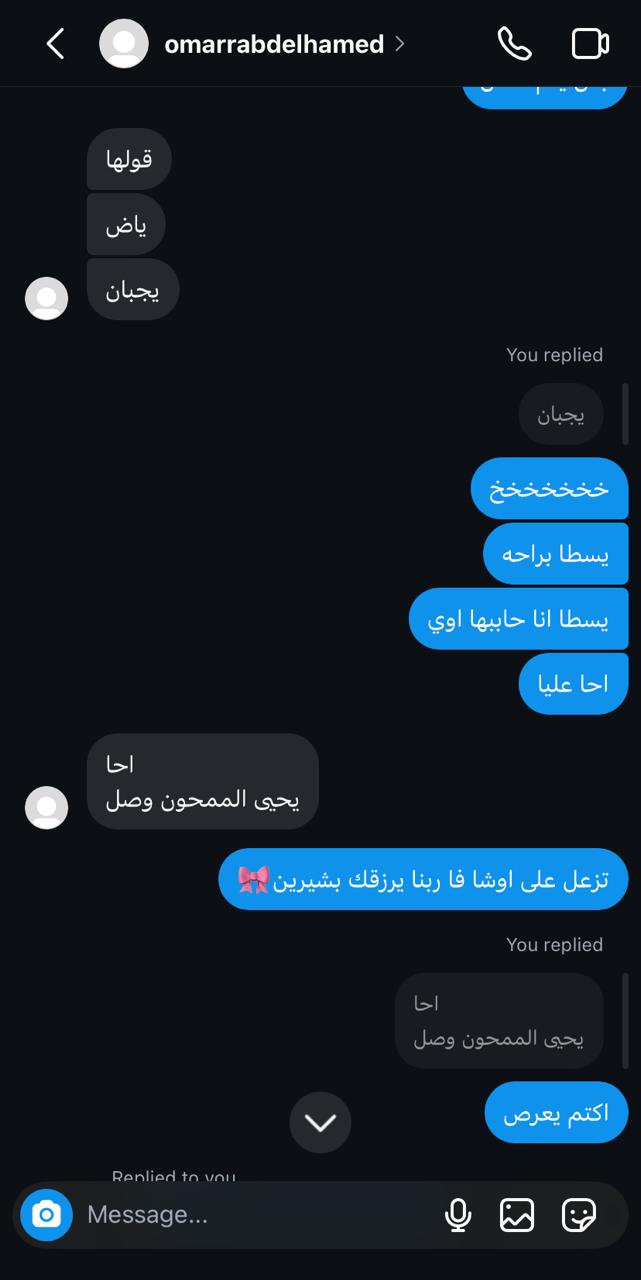 omarrabdelhamed
قولها
ياض
يجبان
You replied
يجبان
خخخخخخخ
يسطا براحه
يسطا انا حاببها اوي
احا عليا
احا
يحيى الممحون وصل
تزعل على اوشا فا ربنا يرزقك بشيرين🎀
You replied
احا
يحيى الممحون وصل
اكتم يعرص
Replied to you
Message...